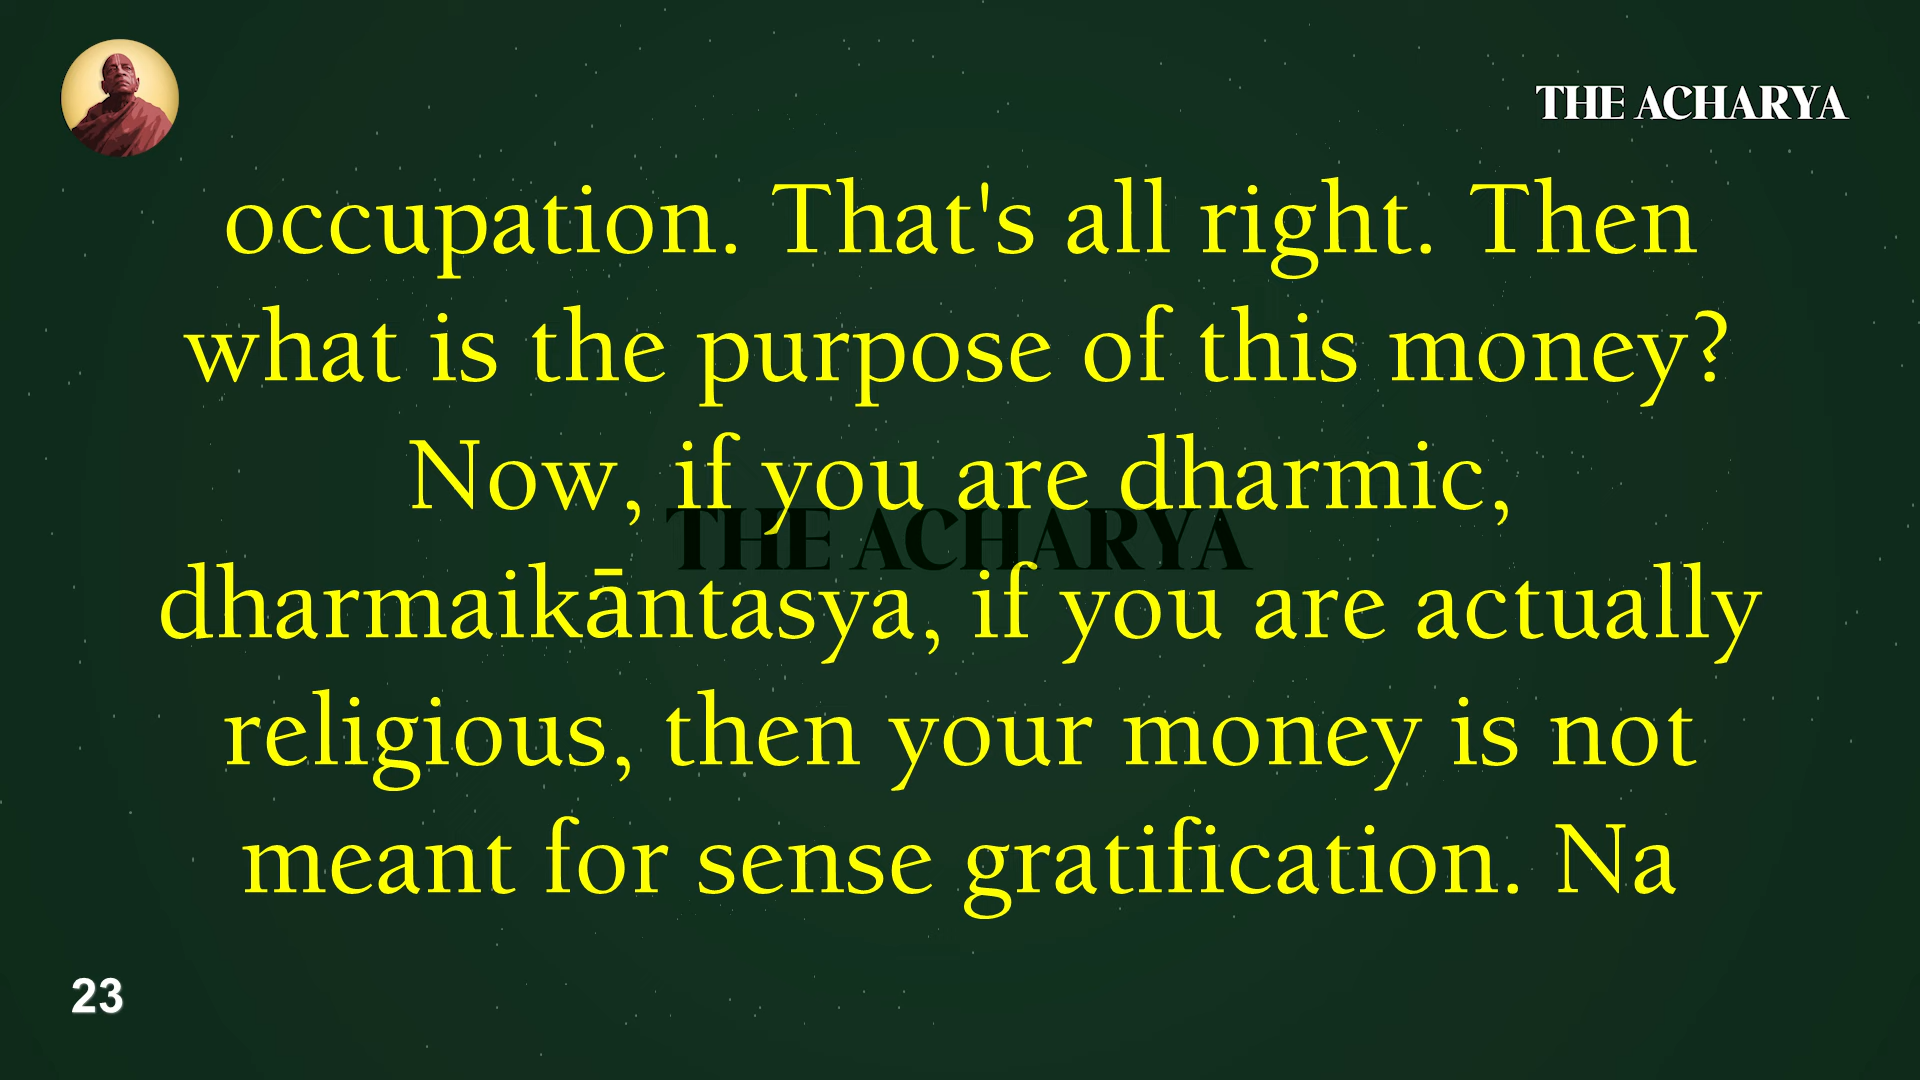 THE ACHARYA
occupation. That's all right. Then
what is the purpose of this money?
Now, if you are dharmic,
THE ACHARYA
dharmaikāntasya, if you are actually
religious, then your money is not
meant for sense gratification. Na
23